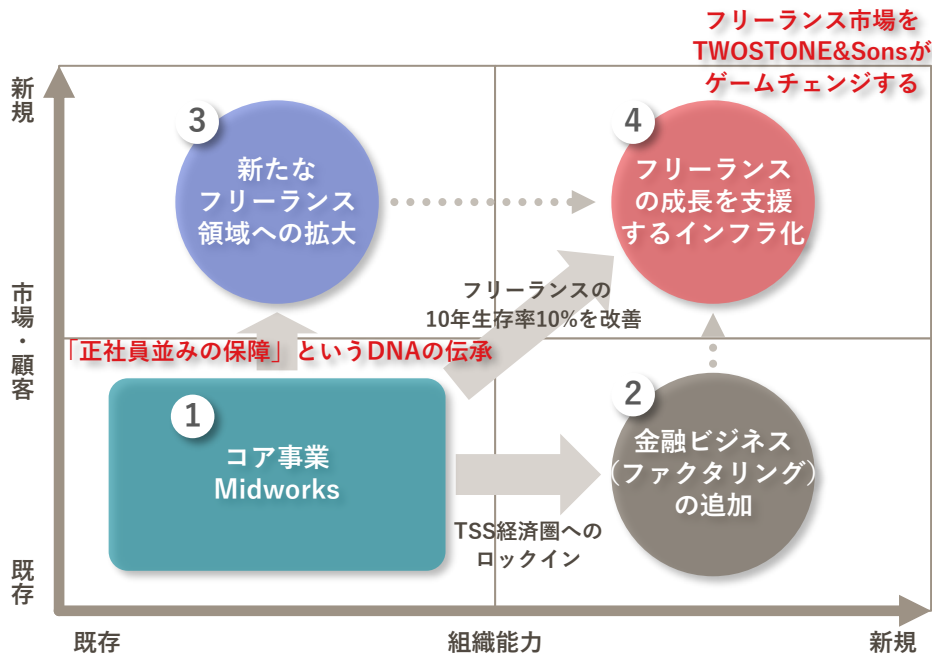 フリーランス市場を
TWOSTONE&Sonsが
ゲームチェンジする
新規
3
新たな
フリーランス
領域への拡大
4
フリーランス
の成長を支援
するインフラ化
市場・顧客
フリーランスの
10年生存率10%を改善
「正社員並みの保障」というDNAの伝承
1
コア事業
Midworks
2
金融ビジネス
(ファクタリング)
の追加
TSS経済圏への
ロックイン
既存
既存
組織能力
新規